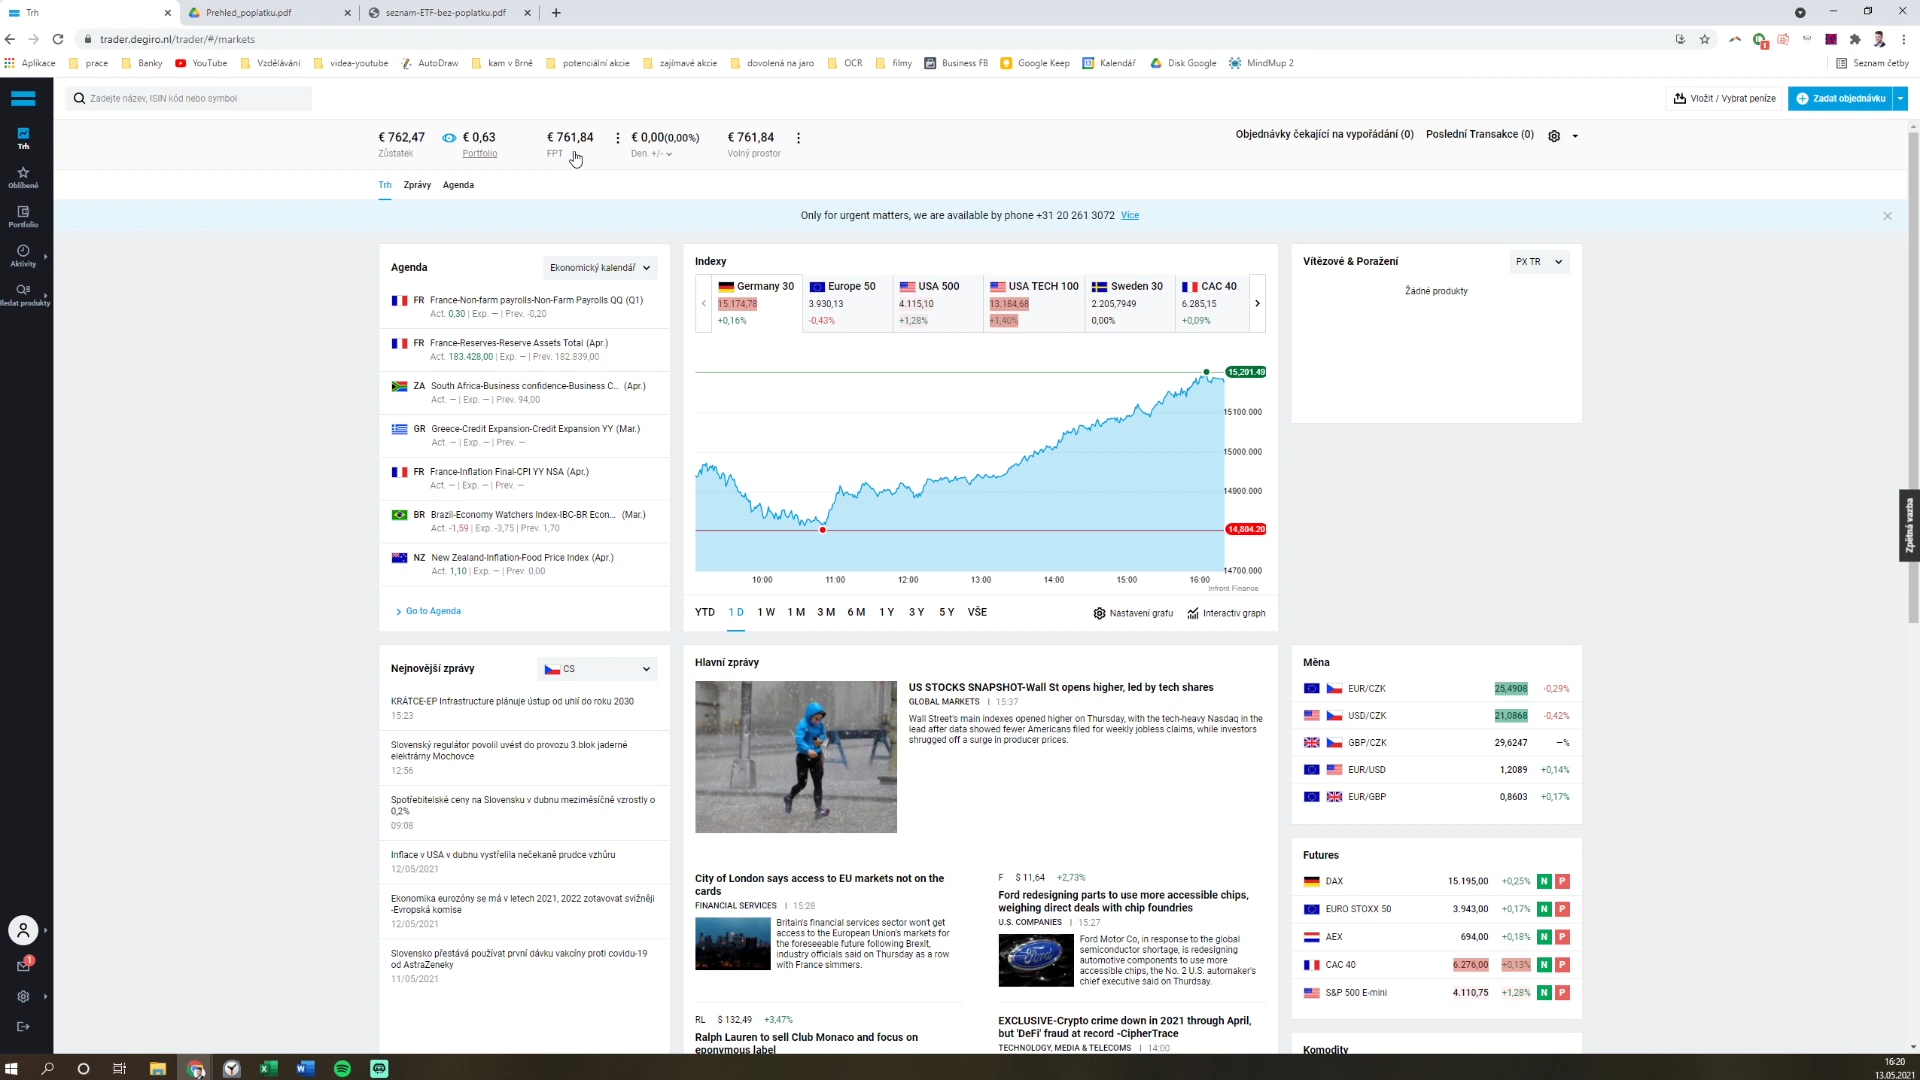 Trh
Prehled_poplatku.pdf
seznam-ETF-bez-poplatku.pdf
trader.degiro.nl/trader/#/markets
Aplikace
prace
Banky
YouTube
Vzdělávání
videa-youtube
AutoDraw
kam v Brně
potenciální akcie
zajímavé akcie
dovolená na jaro
OCR
filmy
Business FB
Google Keep
Kalendář
Disk Google
MindMup 2
Seznam četby
Zadejte název, ISIN kód nebo symbol
Vložit / Vybrat peníze
Zadat objednávku
Trh
Oblíbené
Portfolio
Aktivity
€ 762,47
€ 0,63
€ 761,84
€ 0,00(0,00%)
€ 761,84
Zůstatek
Portfolio
FPT
Den. +/-
Volný prostor
Objednávky čekající na vypořádání (0)
Poslední Transakce (0)
Trh
Zprávy
Agenda
Only for urgent matters, we are available by phone +31 20 261 3072 Více
Agenda
Ekonomický kalendář
FR France-Non-farm payrolls-Non-Farm Payrolls QQ (Q1)
Act. 0,30 | Exp. — | Prev. -0,20
FR France-Reserves-Reserve Assets Total (Apr.)
Act. 183.428,00 | Exp. — | Prev. 182.839,00
ZA South Africa-Business confidence-Business C... (Apr.)
Act. — | Exp. — | Prev. 94,00
GR Greece-Credit Expansion-Credit Expansion YY (Mar.)
Act. — | Exp. — | Prev. —
FR France-Inflation Final-CPI YY NSA (Apr.)
Act. — | Exp. — | Prev. —
BR Brazil-Economy Watchers Index-IBC-BR Econ... (Mar.)
Act. -1,59 | Exp. -3,75 | Prev. 1,70
NZ New Zealand-Inflation-Food Price Index (Apr.)
Act. 1,10 | Exp. — | Prev. 0,00
Go to Agenda
Indexy
Germany 30
15.174,78
+0,16%
Europe 50
3.930,13
-0,43%
USA 500
4.115,10
+1,28%
USA TECH 100
13.184,68
+1,40%
Sweden 30
2.205,7949
0,00%
CAC 40
6.285,15
+0,09%
15,201.49
15100.000
15000.000
14900.000
14,804.20
14700.000
10:00
11:00
12:00
13:00
14:00
15:00
16:00
Infront Finance
YTD 1 D 1 W 1 M 3 M 6 M 1 Y 3 Y 5 Y VŠE
Nastavení grafu
Interactiv graph
Vítězové & Poražení
PX TR
Žádné produkty
Zpětná vazba
Nejnovější zprávy
CS
KRÁTCE-EP Infrastructure plánuje ústup od uhlí do roku 2030
15:23
Slovenský regulátor povolil uvést do provozu 3.blok jaderné
elektrárny Mochovce
12:56
Spotřebitelské ceny na Slovensku v dubnu meziměsíčně vzrostly o
0,2%
09:08
Inflace v USA v dubnu vystřelila nečekaně prudce vzhůru
12/05/2021
Ekonomika eurozóny se má v letech 2021, 2022 zotavovat svižněji
-Evropská komise
12/05/2021
Slovensko přestává používat první dávku vakcíny proti covidu-19
od AstraZeneky
11/05/2021
Hlavní zprávy
US STOCKS SNAPSHOT-Wall St opens higher, led by tech shares
GLOBAL MARKETS | 15:37
Wall Street's main indexes opened higher on Thursday, with the tech-heavy Nasdaq in the
lead after data showed fewer Americans filed for weekly jobless claims, while investors
shrugged off a surge in producer prices.
City of London says access to EU markets not on the
cards
FINANCIAL SERVICES | 15:28
Britain's financial services sector won't get
access to the European Union's markets for
the foreseeable future following Brexit,
industry officials said on Thursday as a row
with France simmers.
F $ 11,64 +2,73%
Ford redesigning parts to use more accessible chips,
weighing direct deals with chip foundries
U.S. COMPANIES | 15:27
Ford
Ford Motor Co, in response to the global
semiconductor shortage, is redesigning
automotive components to use more
accessible chips, the No. 2 U.S. automaker's
chief executive said on Thursday.
RL $ 132,49 +3,47%
Ralph Lauren to sell Club Monaco and focus on
eponymous label
EXCLUSIVE-Crypto crime down in 2021 through April,
but 'DeFi' fraud at record -CipherTrace
TECHNOLOGY, MEDIA & TELECOMS | 14:00
Měna
EUR/CZK 25,4908 -0,29%
USD/CZK 21,0868 -0,42%
GBP/CZK 29,6247 —%
EUR/USD 1,2089 +0,14%
EUR/GBP 0,8603 +0,17%
Futures
DAX 15.195,00 +0,25% N P
EURO STOXX 50 3.943,00 +0,17% N P
AEX 694,00 +0,18% N P
CAC 40 6.276,00 +0,13% N P
S&P 500 E-mini 4.110,75 +1,28% N P
Komodity
16:20
13.05.2021